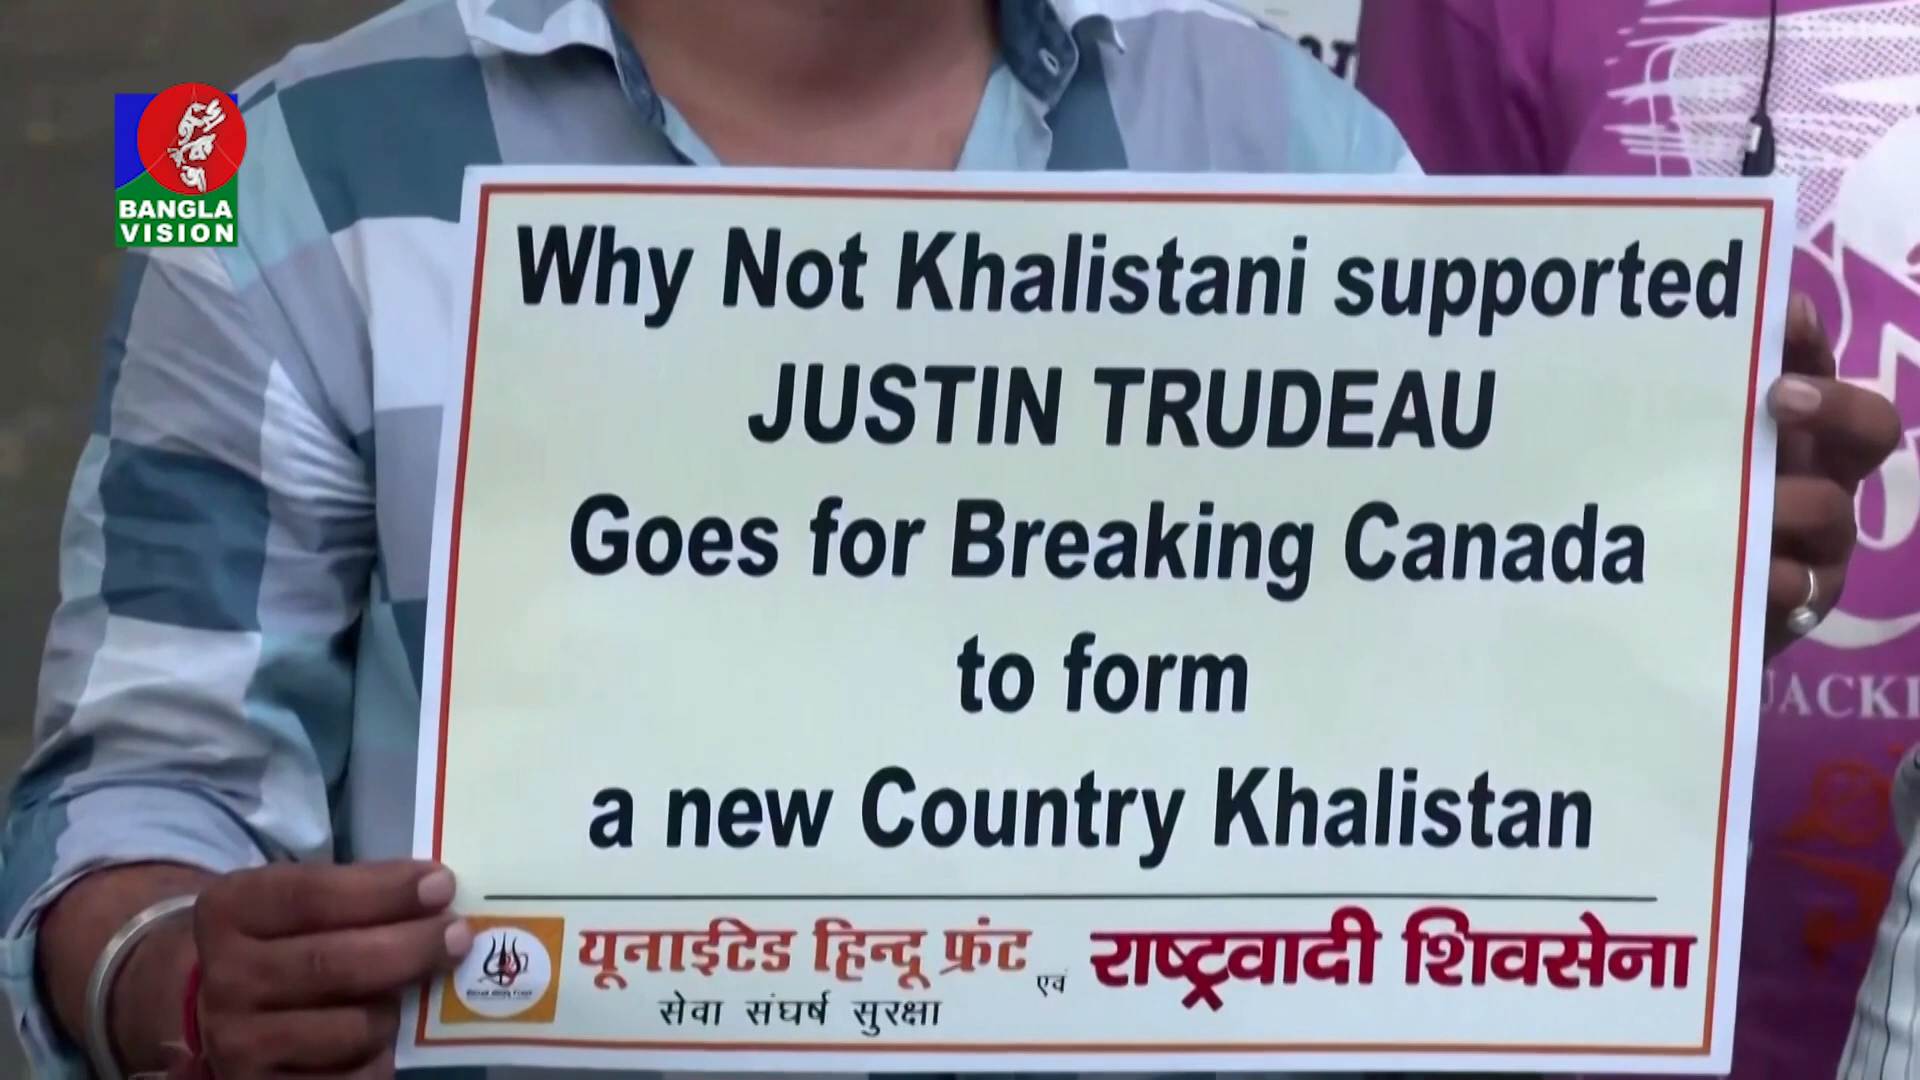 BANGLA
VISION
Why Not Khalistani supported
JUSTIN TRUDEAU
Goes for Breaking Canada
to form
a new Country Khalistan
यूनाइटेड हिन्दू फ्रंट एवं राष्ट्रवादी शिवसेना
सेवा संघर्ष सुरक्षा